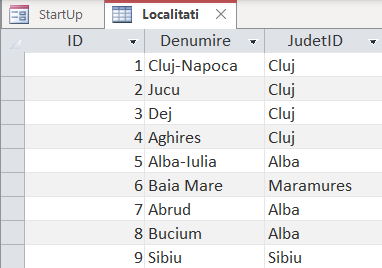 StartUp Localitati
ID Denumire JudetID
1 Cluj-Napoca Cluj
2 Jucu Cluj
3 Dej Cluj
4 Aghires Cluj
5 Alba-Iulia Alba
6 Baia Mare Maramures
7 Abrud Alba
8 Bucium Alba
9 Sibiu Sibiu